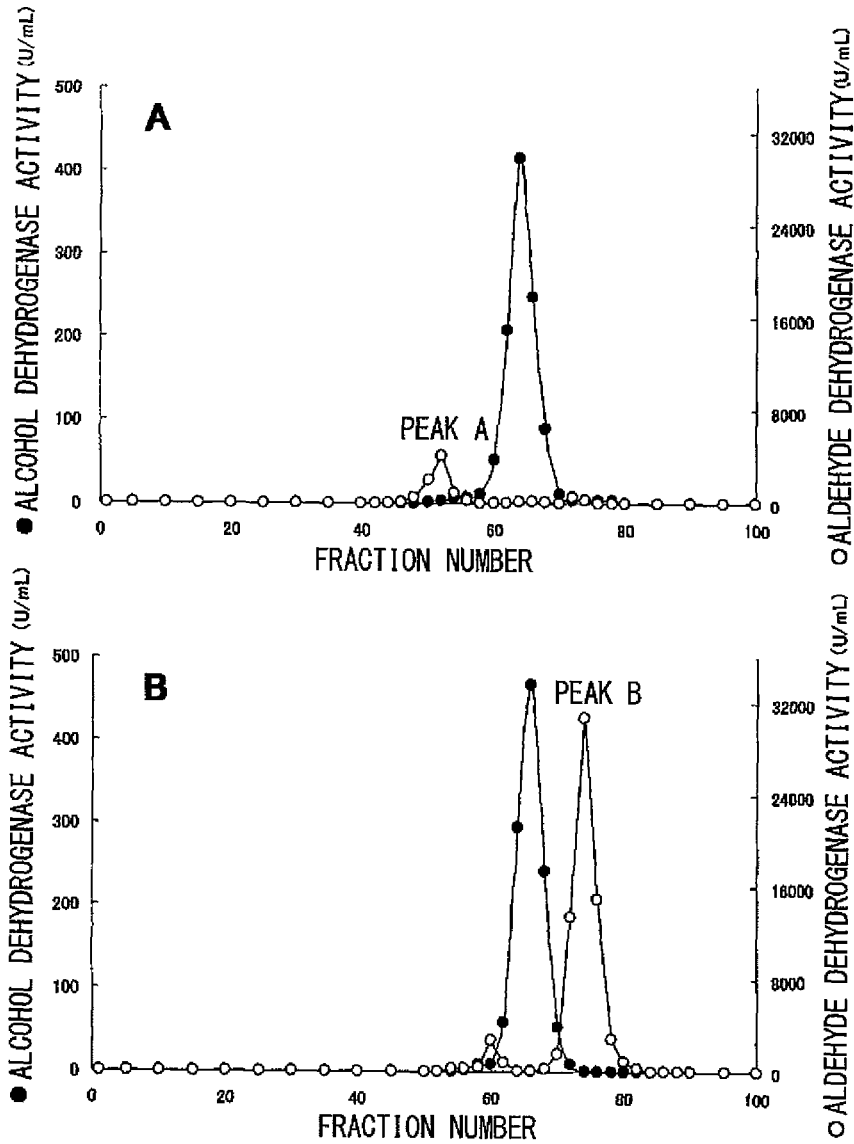 ● ALCOHOL DEHYDROGENASE ACTIVITY (U/mL)
500
400
300
200
100
0
A
PEAK A
32000
24000
16000
8000
0
○ ALDEHYDE DEHYDROGENASE ACTIVITY (U/mL)
0 20 40 60 80 100
FRACTION NUMBER
● ALCOHOL DEHYDROGENASE ACTIVITY (U/mL)
500
400
300
200
100
0
B
PEAK B
32000
24000
16000
8000
0
○ ALDEHYDE DEHYDROGENASE ACTIVITY (U/mL)
0 20 40 60 80 100
FRACTION NUMBER